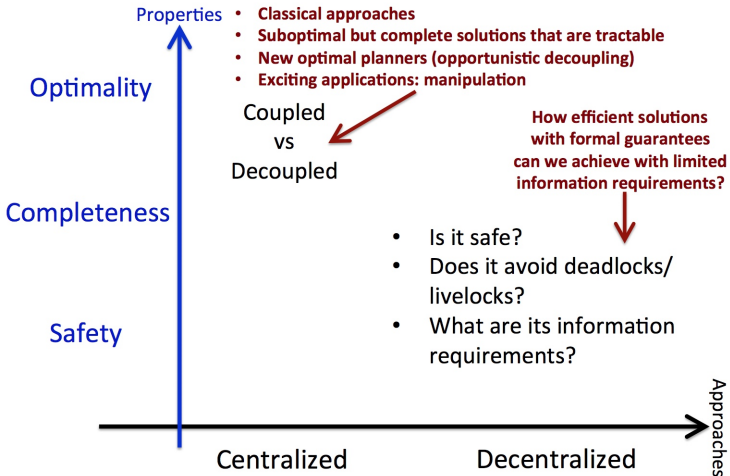 Properties
• Classical approaches
• Suboptimal but complete solutions that are tractable
• New optimal planners (opportunistic decoupling)
• Exciting applications: manipulation
Optimality
Coupled
vs
Decoupled
How efficient solutions
with formal guarantees
can we achieve with limited
information requirements?
Completeness
• Is it safe?
• Does it avoid deadlocks/
livelocks?
• What are its information
requirements?
Safety
Approaches
Centralized
Decentralized